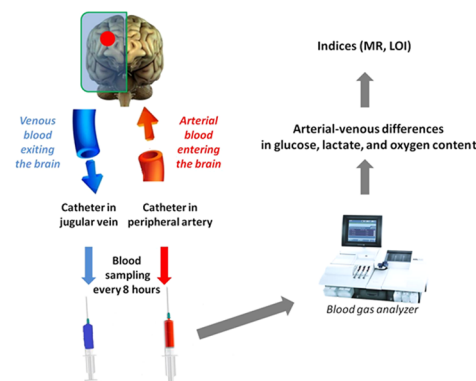 Indices (MR, LOI)
Venous
blood
exiting
the brain
Arterial
blood
entering
the brain
Arterial-venous differences
in glucose, lactate, and oxygen content
Catheter in
jugular vein
Catheter in
peripheral artery
Blood
sampling
every 8 hours
Blood gas analyzer